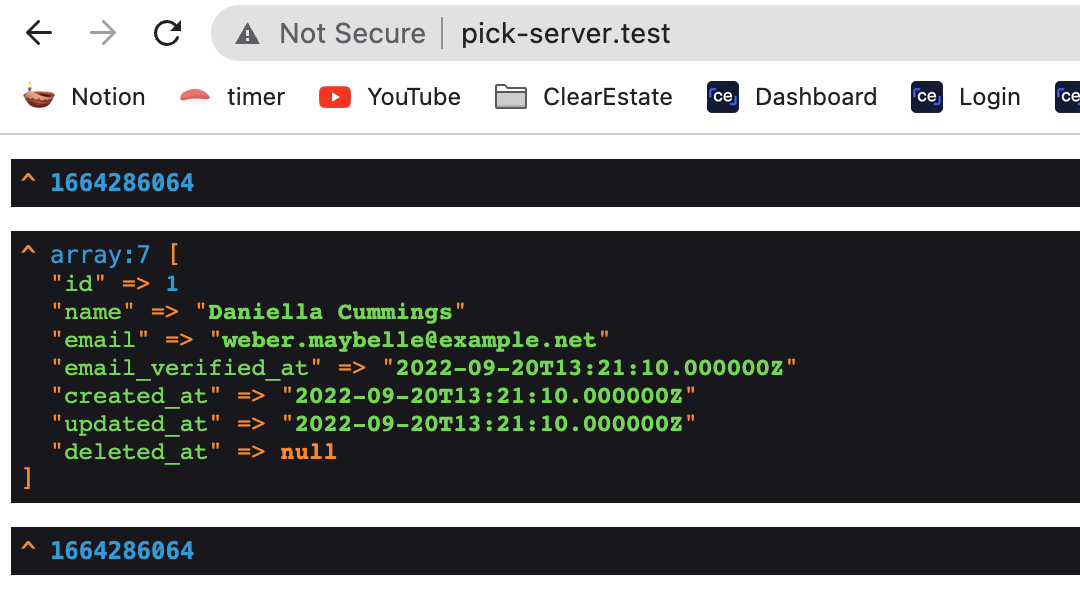 Not Secure pick-server.test
Notion timer YouTube ClearEstate ce Dashboard ce Login ce
^ 1664286064
^ array:7 [
"id" => 1
"name" => "Daniella Cummings"
"email" => "weber.maybelle@example.net"
"email_verified_at" => "2022-09-20T13:21:10.000000Z"
"created_at" => "2022-09-20T13:21:10.000000Z"
"updated_at" => "2022-09-20T13:21:10.000000Z"
"deleted_at" => null
]
^ 1664286064